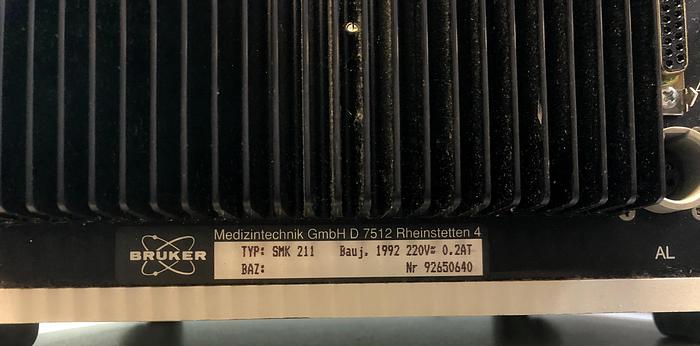 BRUKER
Medizintechnik GmbH D 7512 Rheinstetten 4
TYP: SMK 211 Bauj. 1992 220V≂ 0.2AT
BAZ: Nr 92650640
AL